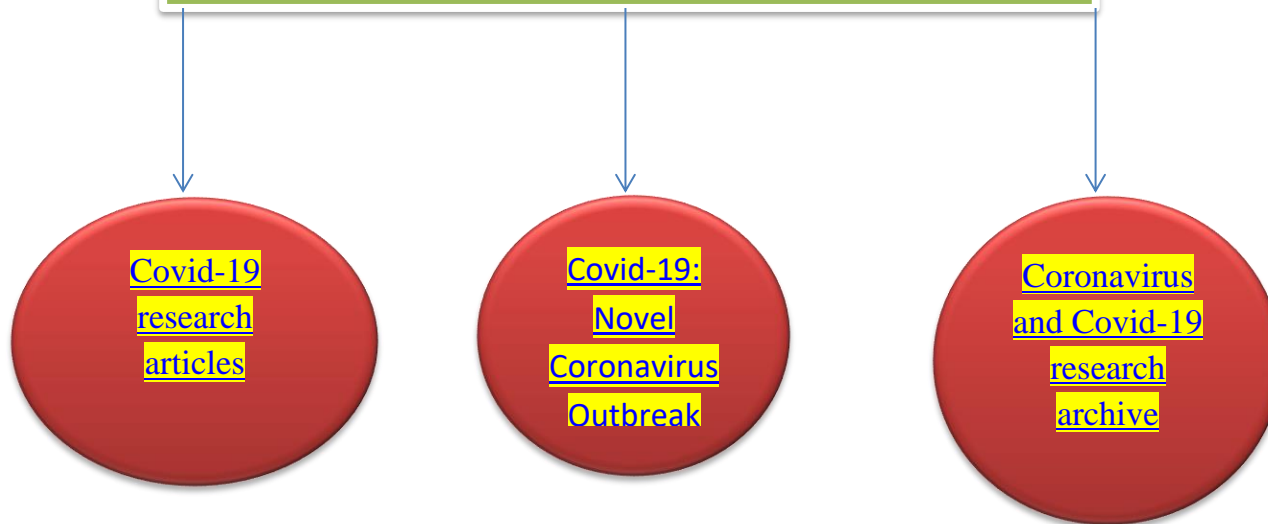 Covid-19
research
articles
Covid-19:
Novel
Coronavirus
Outbreak
Coronavirus
and Covid-19
research
archive